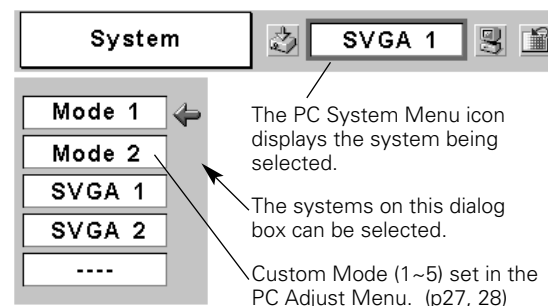 System
SVGA 1
Mode 1
Mode 2
SVGA 1
SVGA 2
----
The PC System Menu icon
displays the system being
selected.
The systems on this dialog
box can be selected.
Custom Mode (1~5) set in the
PC Adjust Menu. (p27, 28)